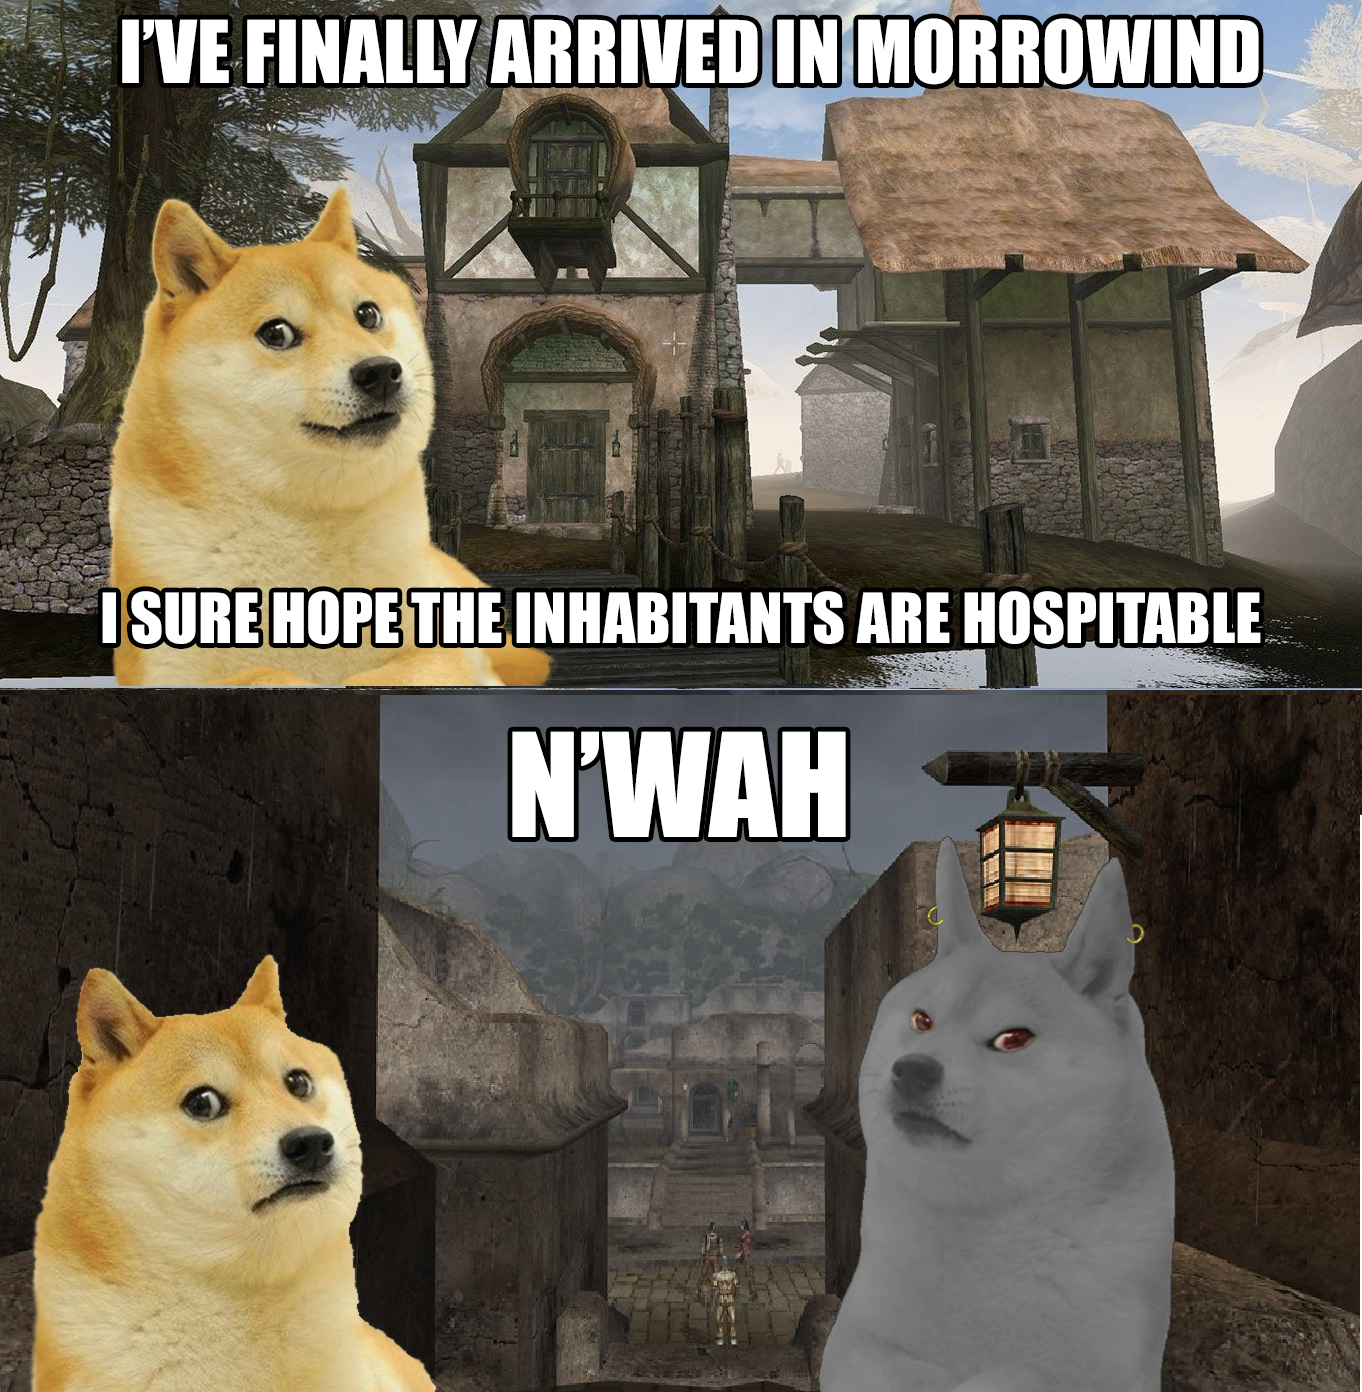 I’VE FINALLY ARRIVED IN MORROWIND
I SURE HOPE THE INHABITANTS ARE HOSPITABLE
N’WAH